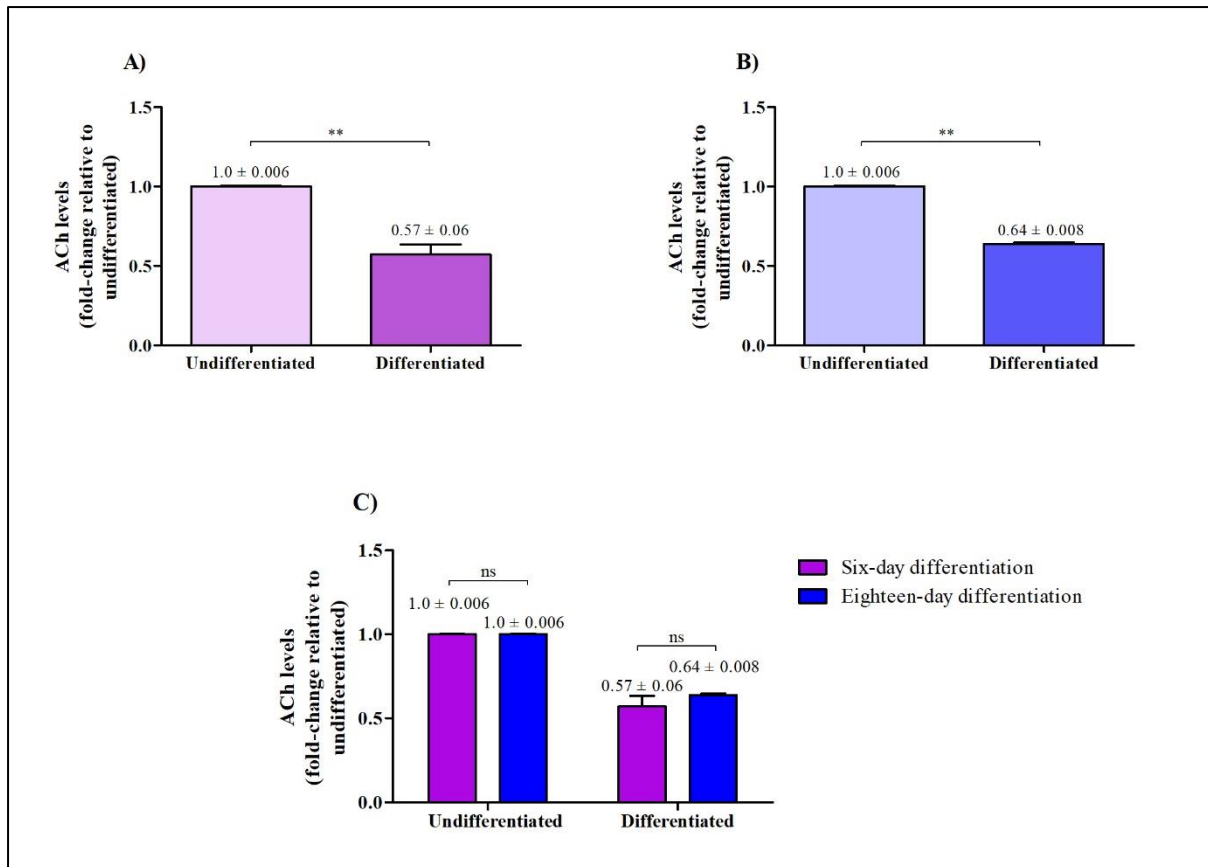 A)
ACh levels
(fold-change relative to
undifferentiated)
1.5
1.0
0.5
0.0
**
1.0 ± 0.006
0.57 ± 0.06
Undifferentiated
Differentiated
B)
ACh levels
(fold-change relative to
undifferentiated)
1.5
1.0
0.5
0.0
**
1.0 ± 0.006
0.64 ± 0.008
Undifferentiated
Differentiated
C)
ACh levels
(fold-change relative to
undifferentiated)
1.5
1.0
0.5
0.0
ns
1.0 ± 0.006
1.0 ± 0.006
ns
0.64 ± 0.008
0.57 ± 0.06
Undifferentiated
Differentiated
Six-day differentiation
Eighteen-day differentiation